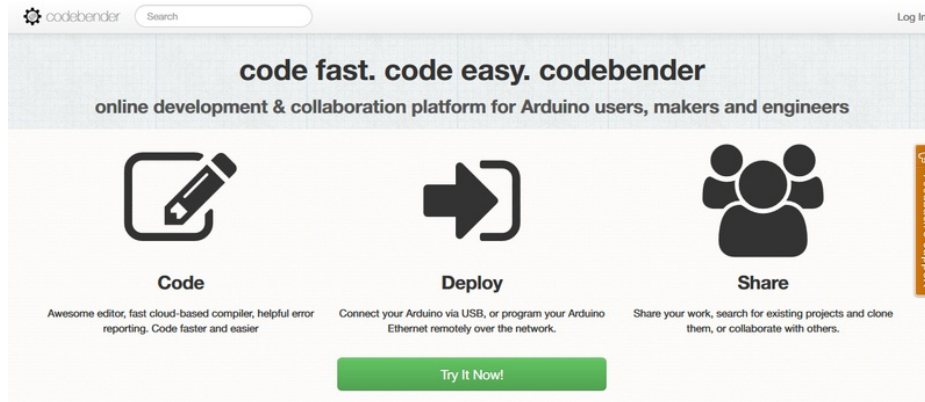 codebender
Search
Log In
code fast. code easy. codebender
online development & collaboration platform for Arduino users, makers and engineers
Code
Awesome editor, fast cloud-based compiler, helpful error
reporting. Code faster and easier
Deploy
Connect your Arduino via USB, or program your Arduino
Ethernet remotely over the network.
Share
Share your work, search for existing projects and clone
them, or collaborate with others.
Try It Now!